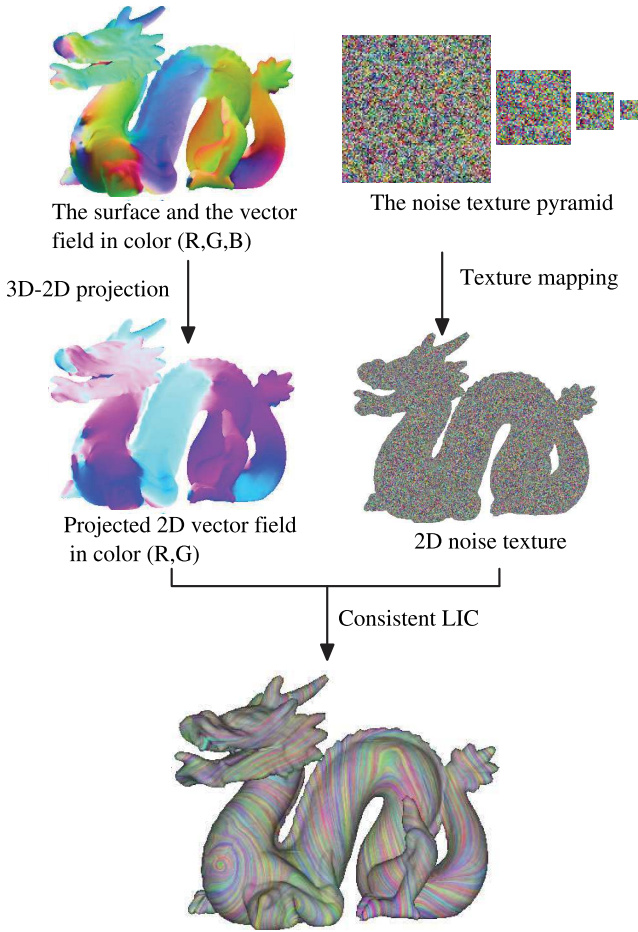 The surface and the vector
field in color (R,G,B)
The noise texture pyramid
3D-2D projection
Texture mapping
Projected 2D vector field
in color (R,G)
2D noise texture
Consistent LIC